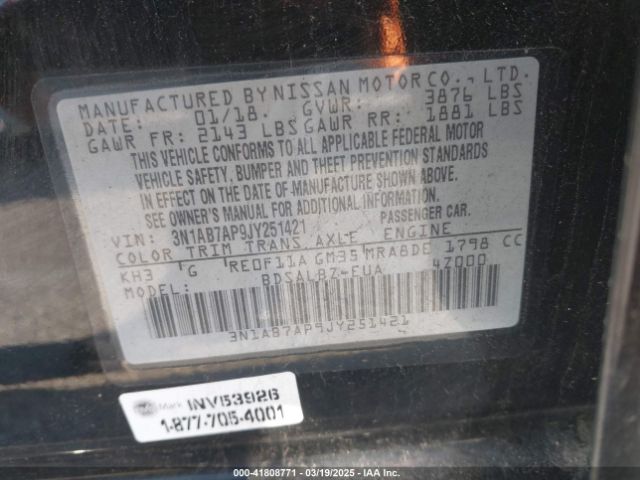 MANUFACTURED BY NISSAN MOTOR CO., LTD.
DATE: 01/18. GVWR: 3876 LBS
GAWR FR: 2143 LBS GAWR RR: 1881 LBS
THIS VEHICLE CONFORMS TO ALL APPLICABLE FEDERAL MOTOR
VEHICLE SAFETY, BUMPER AND THEFT PREVENTION STANDARDS
IN EFFECT ON THE DATE OF MANUFACTURE SHOWN ABOVE.
SEE OWNER'S MANUAL FOR ADDITIONAL INFORMATION.
VIN: 3N1AB7AP9JY251421 PASSENGER CAR.
COLOR TRIM TRANS. AXLE ENGINE
KH3 G RE0F11A GM35 MRA8DE 1798 CC
MODEL: BDSALBZ-EUA 4Z000
3N1AB7AP9JY251421
Mark INV53926
1-877-705-4001
000-41808771 — 03/19/2025 — IAA Inc.